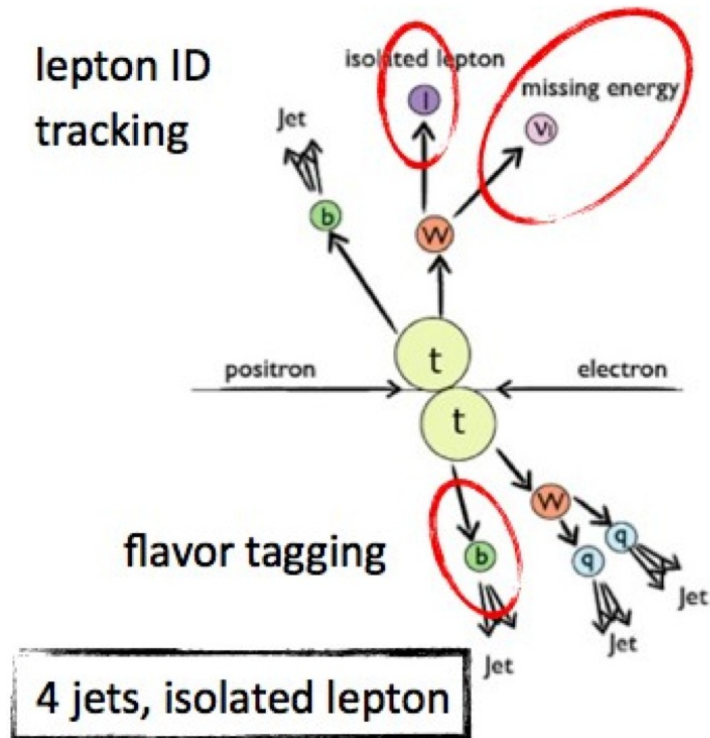 lepton ID
tracking
isolated lepton
l
missing energy
νl
Jet
b
W
t
positron
electron
t
W
flavor tagging
b
q
q
Jet
Jet
Jet
4 jets, isolated lepton